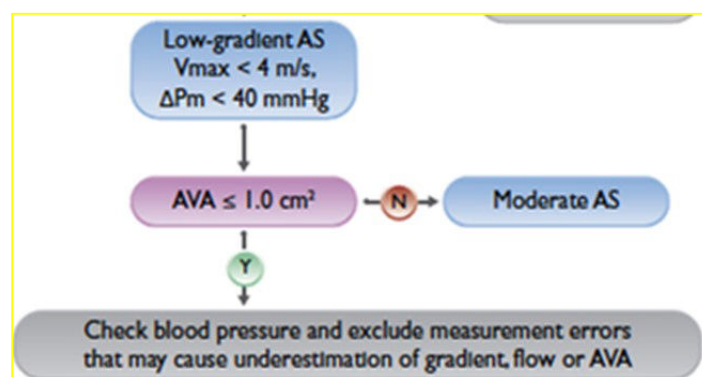 Low-gradient AS
Vmax < 4 m/s,
ΔPm < 40 mmHg
AVA ≤ 1.0 cm²
N
Moderate AS
Y
Check blood pressure and exclude measurement errors
that may cause underestimation of gradient, flow or AVA